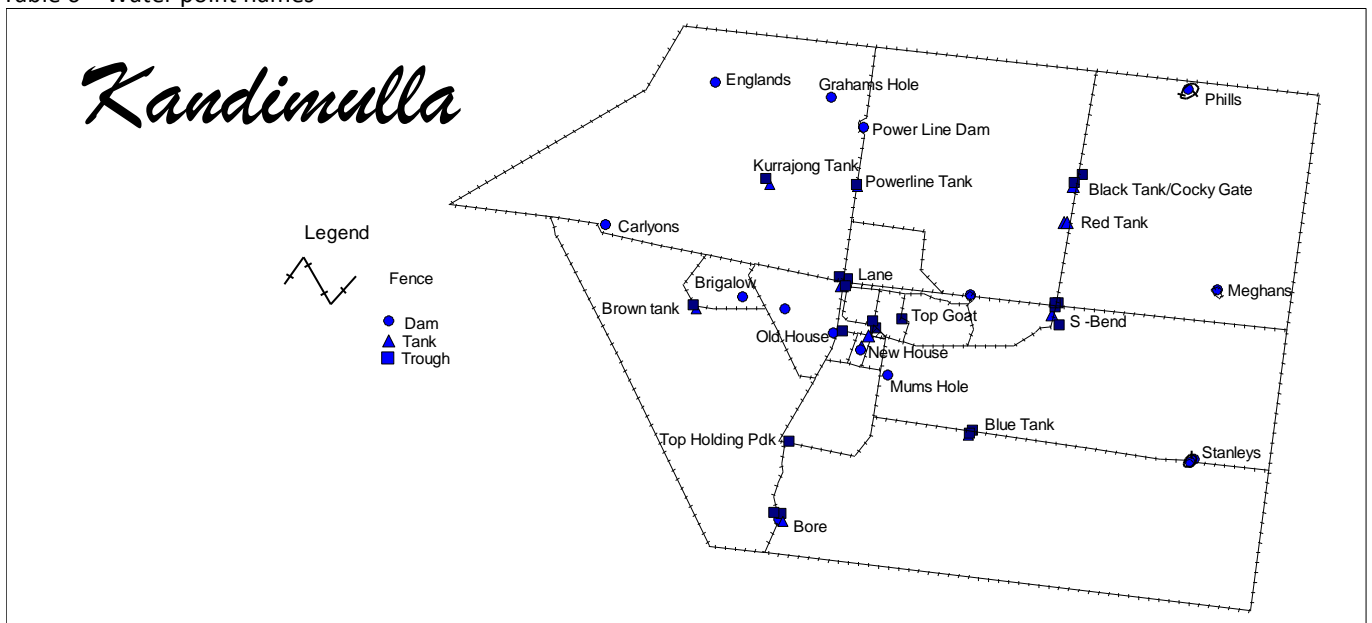 Table 6 – Water point names
Kandimulla
Englands
Grahams Hole
Phills
Power Line Dam
Kurrajong Tank
Powerline Tank
Black Tank/Cocky Gate
Carlyons
Red Tank
Legend
Fence
Dam
Tank
Trough
Lane
Brigalow
Meghans
Brown tank
Top Goat
S -Bend
Old House
New House
Mums Hole
Blue Tank
Top Holding Pdk
Stanleys
Bore